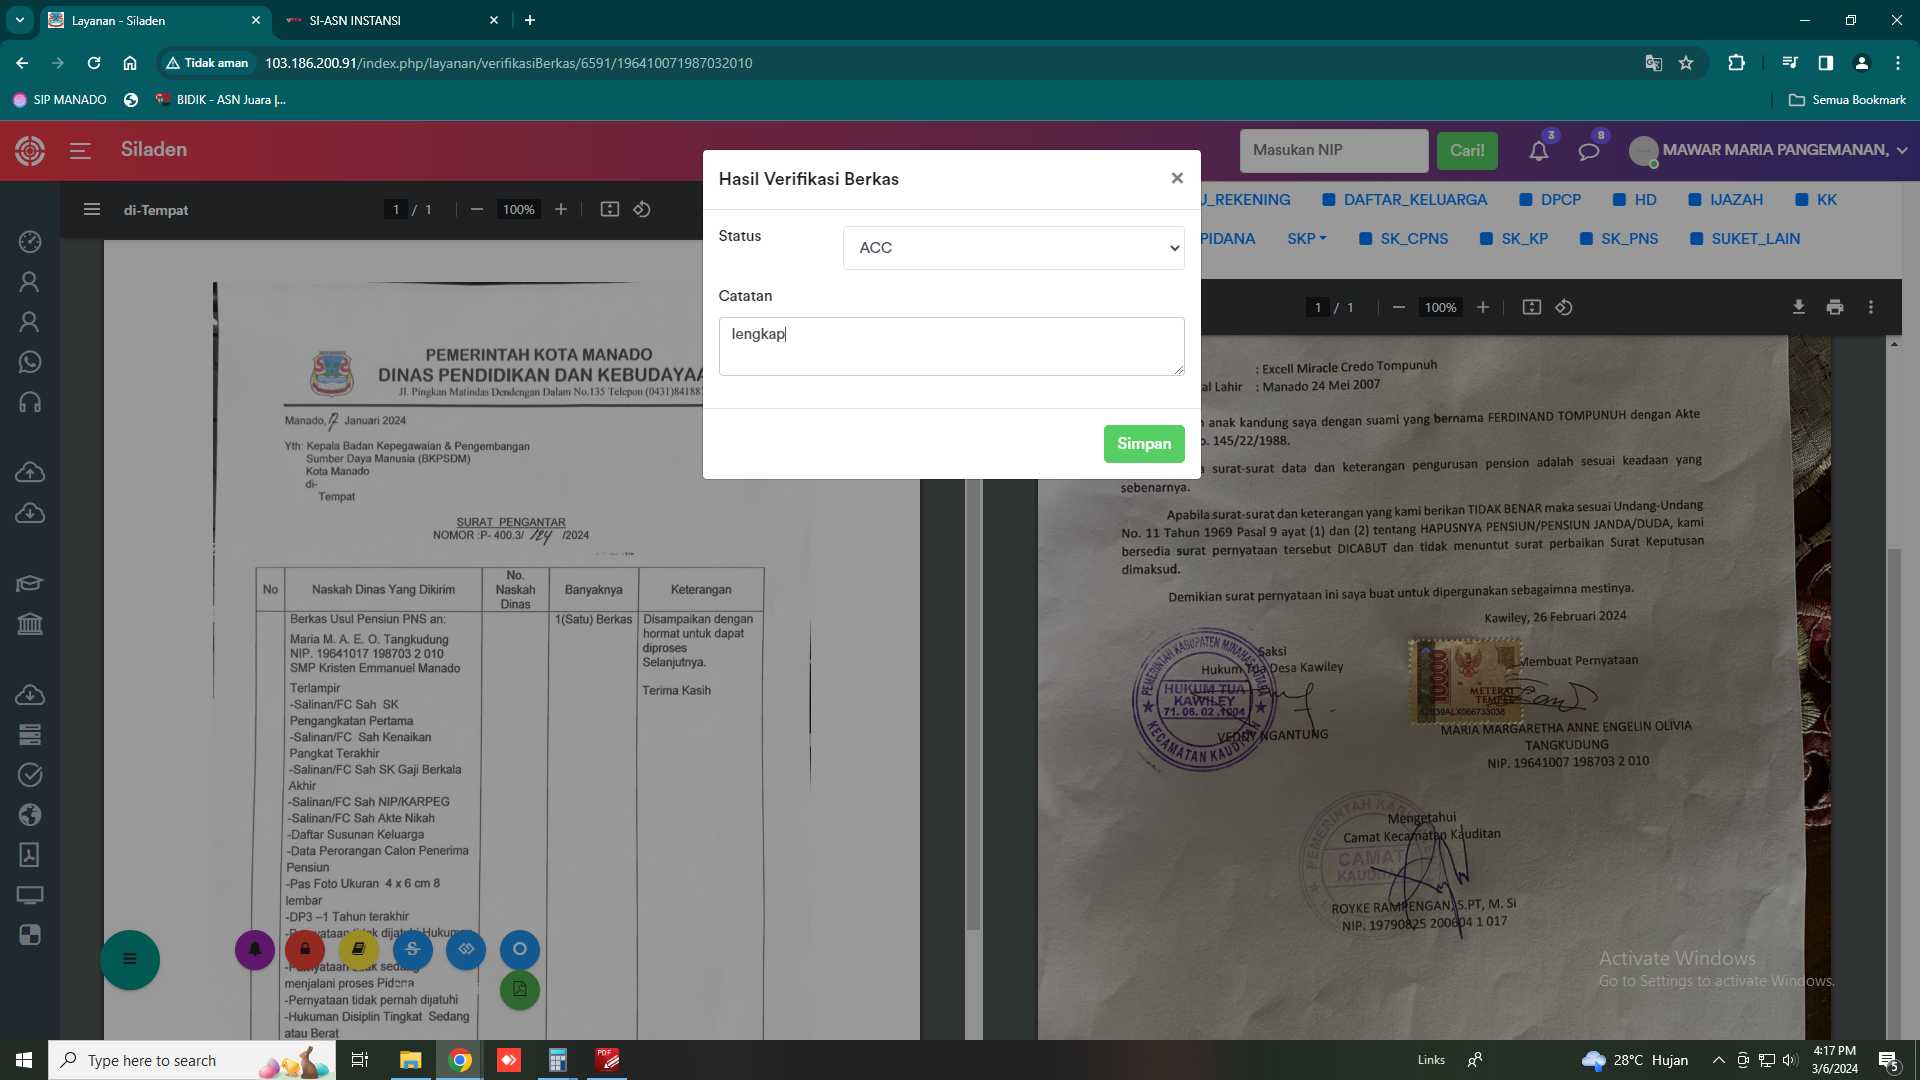 Layanan - Siladen
SI-ASN INSTANSI
Tidak aman
103.186.200.91/index.php/layanan/verifikasiBerkas/6591/196410071987032010
SIP MANADO
BIDIK - ASN Juara |...
Semua Bookmark
Siladen
Masukan NIP
Cari!
3
8
MAWAR MARIA PANGEMANAN,
di-Tempat
1 / 1
100%
Hasil Verifikasi Berkas
Status
ACC
Catatan
lengkap
Simpan
U_REKENING
DAFTAR_KELUARGA
DPCP
HD
IJAZAH
KK
PIDANA
SKP
SK_CPNS
SK_KP
SK_PNS
SUKET_LAIN
1 / 1
100%
PEMERINTAH KOTA MANADO
DINAS PENDIDIKAN DAN KEBUDAYAA
Jl. Pingkan Matindas Dendengan Dalam No.135 Telepon (0431)84188
Manado, 12 Januari 2024
Yth: Kepala Badan Kepegawaian & Pengembangan
Sumber Daya Manusia (BKPSDM)
Kota Manado
di-
Tempat
SURAT PENGANTAR
NOMOR :P- 400.3/ 184 /2024
No
Naskah Dinas Yang Dikirim
No. Naskah Dinas
Banyaknya
Keterangan
Berkas Usul Pensiun PNS an:
Maria M. A. E. O. Tangkudung
NIP. 19641017 198703 2 010
SMP Kristen Emmanuel Manado
Terlampir
-Salinan/FC Sah SK
Pengangkatan Pertama
-Salinan/FC Sah Kenaikan
Pangkat Terakhir
-Salinan/FC Sah SK Gaji Berkala
Akhir
-Salinan/FC Sah NIP/KARPEG
-Salinan/FC Sah Akte Nikah
-Daftar Susunan Keluarga
-Data Perorangan Calon Penerima
Pensiun
-Pas Foto Ukuran 4 x 6 cm 8
lembar
-DP3 –1 Tahun terakhir
dijatuhi Hukuman
sedang
menjalani proses Pidana
-Pernyataan tidak pernah dijatuhi
-Hukuman Disiplin Tingkat Sedang
atau Berat
1(Satu) Berkas
Disampaikan dengan
hormat untuk dapat
diproses
Selanjutnya.
Terima Kasih
: Excell Miracle Credo Tompunuh
al Lahir : Manado 24 Mei 2007
anak kandung saya dengan suami yang bernama FERDINAND TOMPUNUH dengan Akte
o. 145/22/1988.
surat-surat data dan keterangan pengurusan pension adalah sesuai keadaan yang
sebenarnya.
Apabila surat-surat dan keterangan yang kami berikan TIDAK BENAR maka sesuai Undang-Undang
No. 11 Tahun 1969 Pasal 9 ayat (1) dan (2) tentang HAPUSNYA PENSIUN/PENSIUN JANDA/DUDA, kami
bersedia surat pernyataan tersebut DICABUT dan tidak menuntut surat perbaikan Surat Keputusan
dimaksud.
Demikian surat pernyataan ini saya buat untuk dipergunakan sebagaimna mestinya.
Kawiley, 26 Februari 2024
Saksi
Hukum Tua Desa Kawiley
Membuat Pernyataan
PEMERINTAH KABUPATEN MINAHASA UTARA
HUKUM TUA
KAWILEY
71. 06. 02 .1004
KECAMATAN KAUDITAN
10000
METERAI
TEMPEL
VEDDY NGANTUNG
MARIA MARGARETHA ANNE ENGELIN OLIVIA
TANGKUDUNG
NIP. 19641007 198703 2 010
Mengetahui
Camat Kecamatan Kauditan
CAMAT
KAUDITAN
ROYKE RAMPENGAN, S.PT, M. Si
NIP. 19790825 200604 1 017
Activate Windows
Go to Settings to activate Windows.
Type here to search
Links
28°C Hujan
4:17 PM
3/6/2024
5